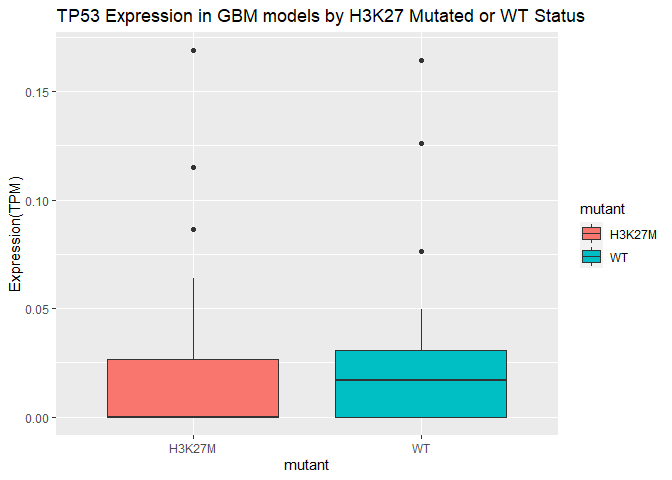 TP53 Expression in GBM models by H3K27 Mutated or WT Status
Expression(TPM)
0.15
0.10
0.05
0.00
H3K27M
WT
mutant
mutant
H3K27M
WT